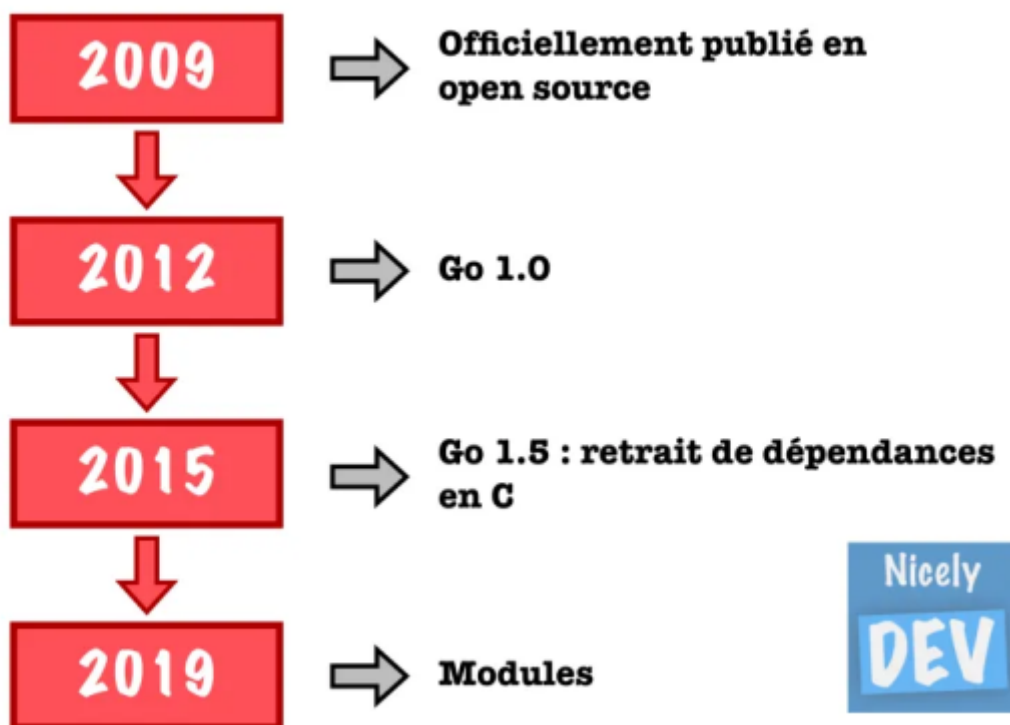 2009
Officiellement publié en
open source
2012
Go 1.0
2015
Go 1.5 : retrait de dépendances
en C
2019
Modules
Nicely
DEV